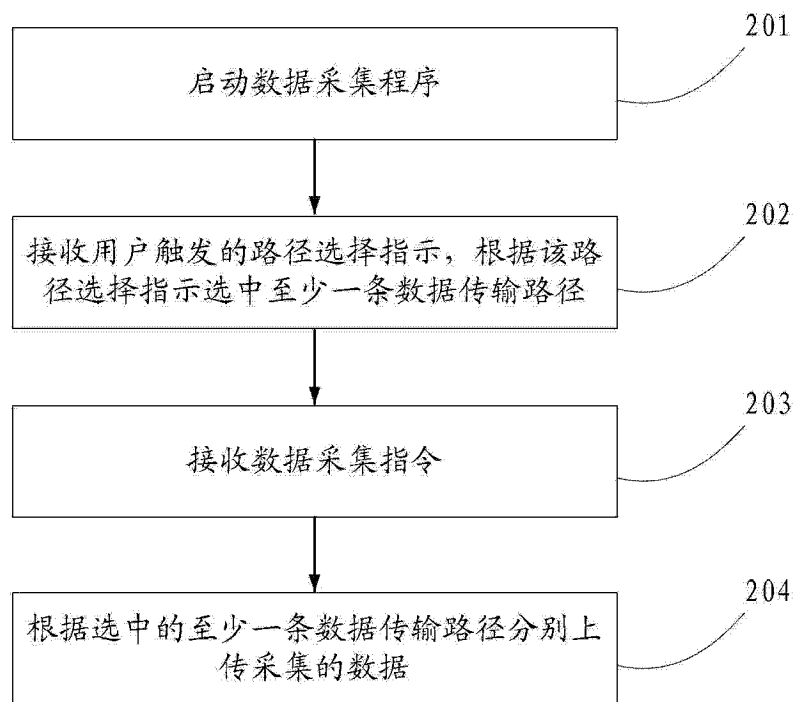 201
启动数据采集程序
202
接收用户触发的路径选择指示，根据该路
径选择指示选中至少一条数据传输路径
203
接收数据采集指令
204
根据选中的至少一条数据传输路径分别上
传采集的数据